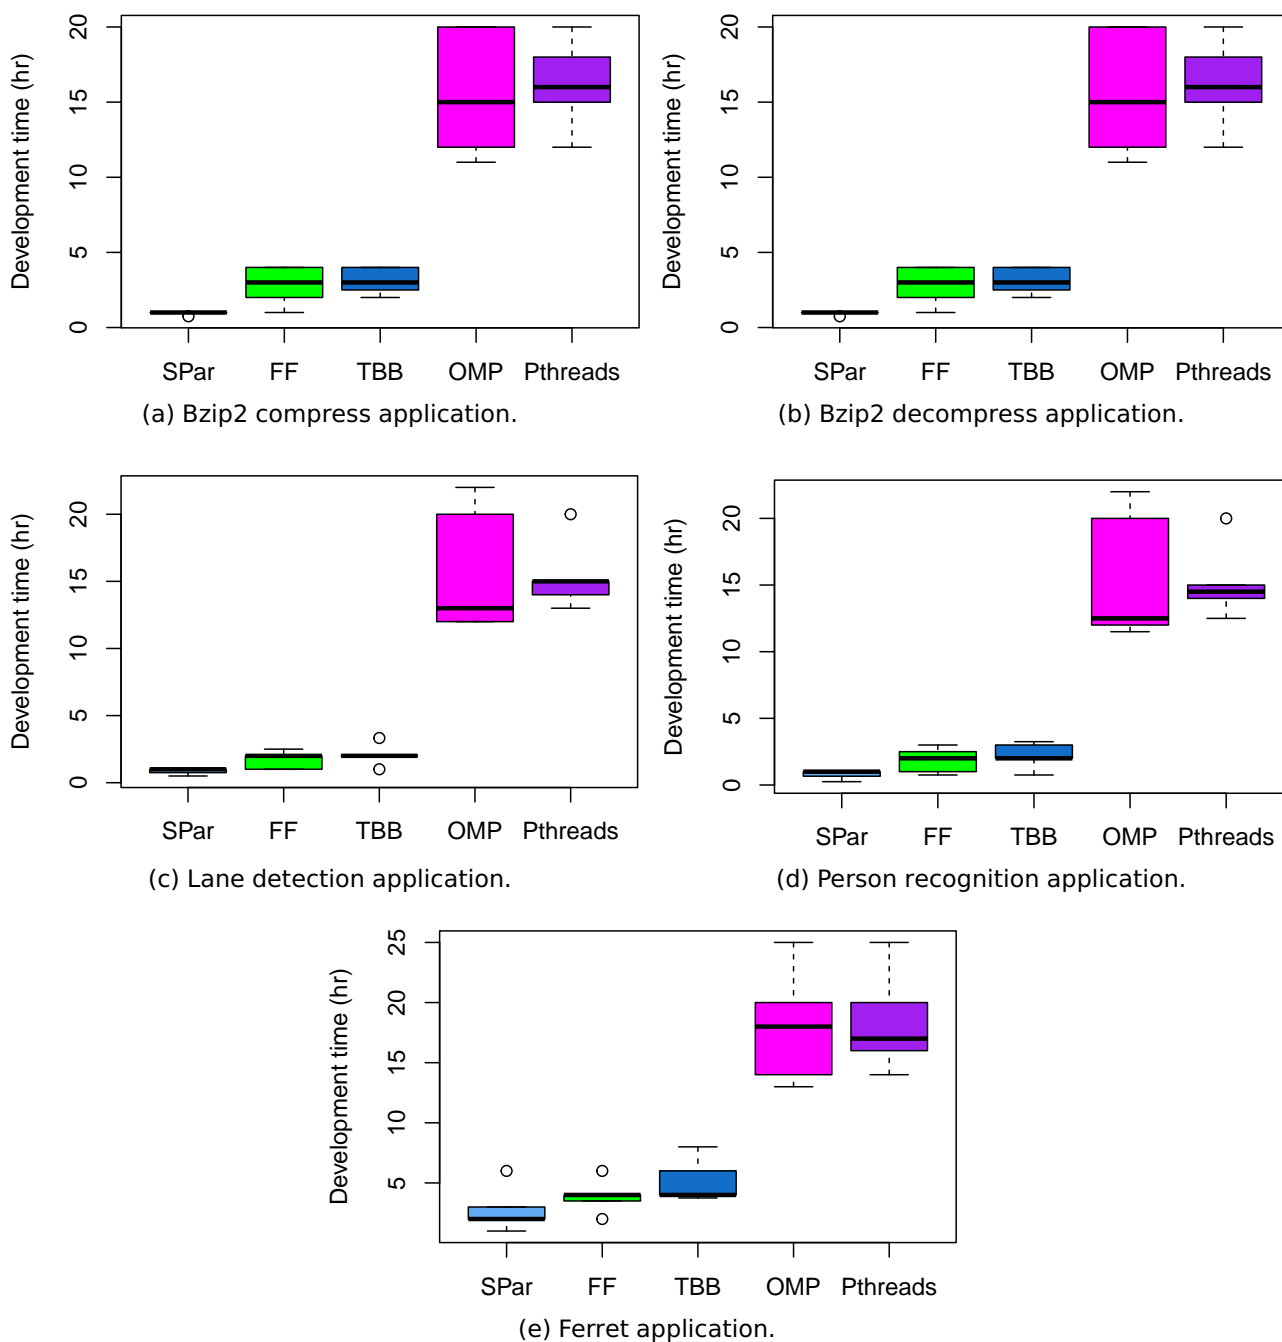 Development time (hr)
20
15
10
5
0
SPar FF TBB OMP Pthreads
(a) Bzip2 compress application.
Development time (hr)
20
15
10
5
0
SPar FF TBB OMP Pthreads
(b) Bzip2 decompress application.
Development time (hr)
20
15
10
5
0
SPar FF TBB OMP Pthreads
(c) Lane detection application.
Development time (hr)
20
15
10
5
0
SPar FF TBB OMP Pthreads
(d) Person recognition application.
Development time (hr)
25
20
15
10
5
SPar FF TBB OMP Pthreads
(e) Ferret application.